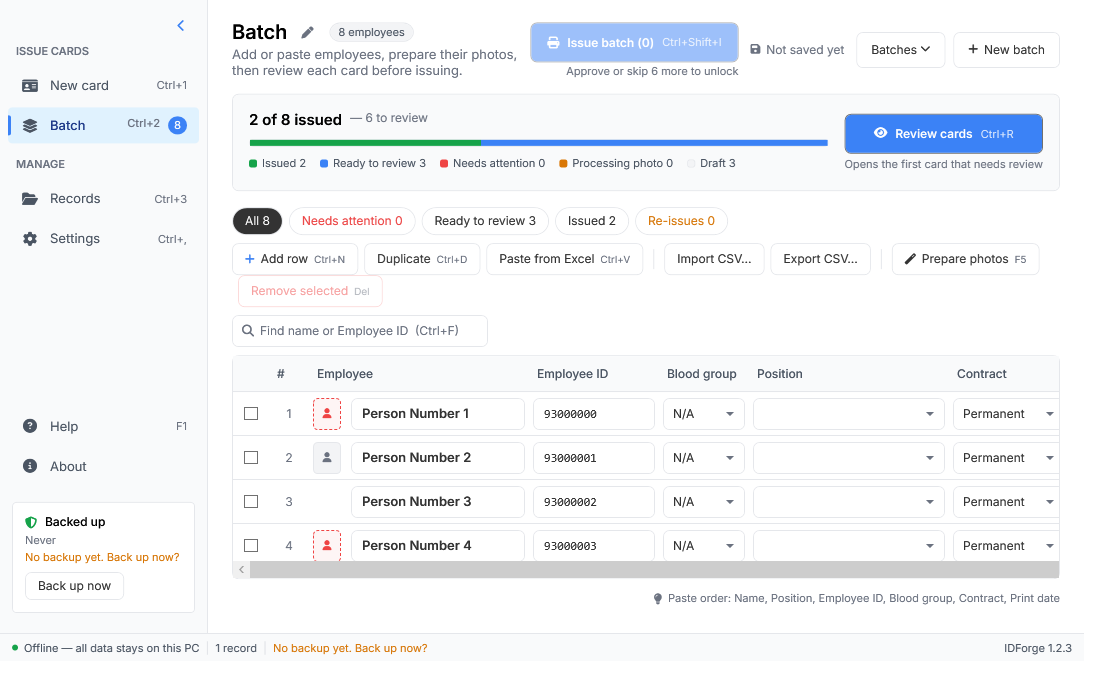 ISSUE CARDS
New card Ctrl+1
Batch Ctrl+2 8
MANAGE
Records Ctrl+3
Settings Ctrl+,
Help F1
About
Backed up
Never
No backup yet. Back up now?
Back up now
Batch 8 employees
Add or paste employees, prepare their photos,
then review each card before issuing.
Issue batch (0) Ctrl+Shift+I
Approve or skip 6 more to unlock
Not saved yet
Batches
+ New batch
2 of 8 issued — 6 to review
Issued 2 Ready to review 3 Needs attention 0 Processing photo 0 Draft 3
Review cards Ctrl+R
Opens the first card that needs review
All 8 Needs attention 0 Ready to review 3 Issued 2 Re-issues 0
+ Add row Ctrl+N Duplicate Ctrl+D Paste from Excel Ctrl+V Import CSV... Export CSV... Prepare photos F5
Remove selected Del
Find name or Employee ID (Ctrl+F)
# Employee Employee ID Blood group Position Contract
1 Person Number 1 93000000 N/A Permanent
2 Person Number 2 93000001 N/A Permanent
3 Person Number 3 93000002 N/A Permanent
4 Person Number 4 93000003 N/A Permanent
Paste order: Name, Position, Employee ID, Blood group, Contract, Print date
Offline — all data stays on this PC 1 record No backup yet. Back up now? IDForge 1.2.3